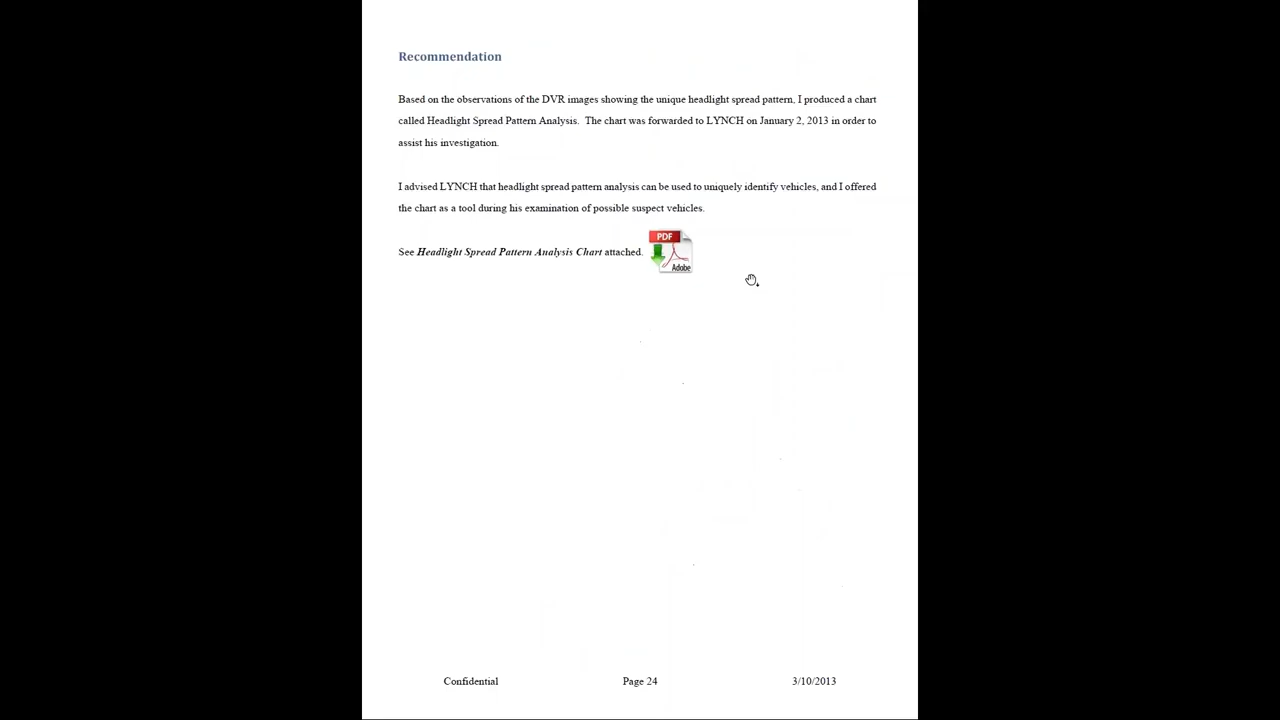 Recommendation
Based on the observations of the DVR images showing the unique headlight spread pattern, I produced a chart
called Headlight Spread Pattern Analysis. The chart was forwarded to LYNCH on January 2, 2013 in order to
assist his investigation.
I advised LYNCH that headlight spread pattern analysis can be used to uniquely identify vehicles, and I offered
the chart as a tool during his examination of possible suspect vehicles.
See Headlight Spread Pattern Analysis Chart attached.
PDF
Adobe
Confidential Page 24 3/10/2013